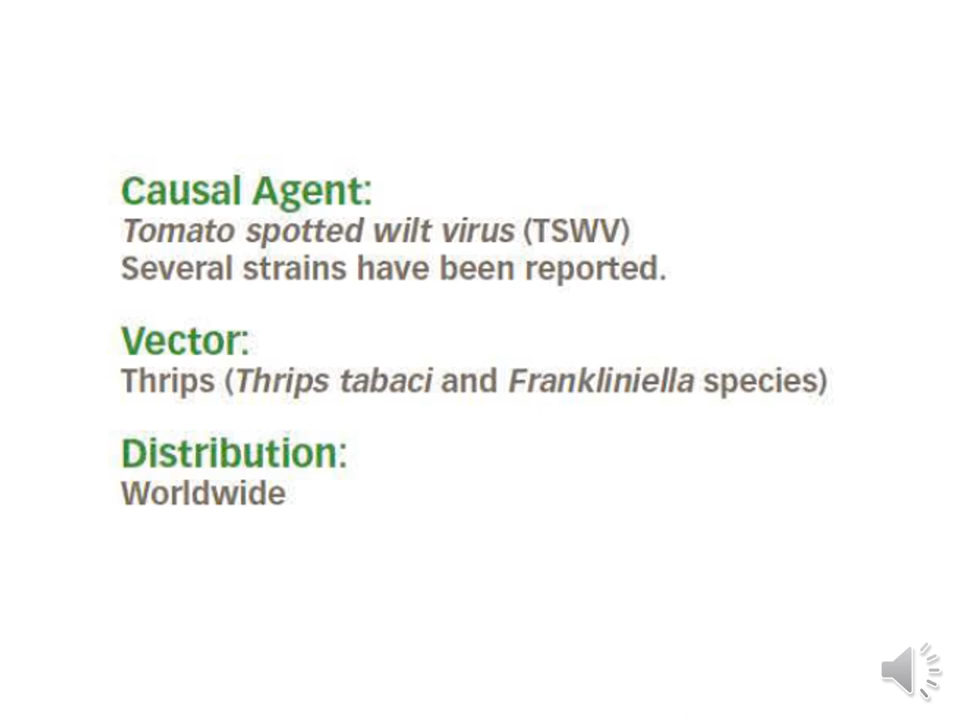 Causal Agent:
Tomato spotted wilt virus (TSWV)
Several strains have been reported.
Vector:
Thrips (Thrips tabaci and Frankliniella species)
Distribution:
Worldwide